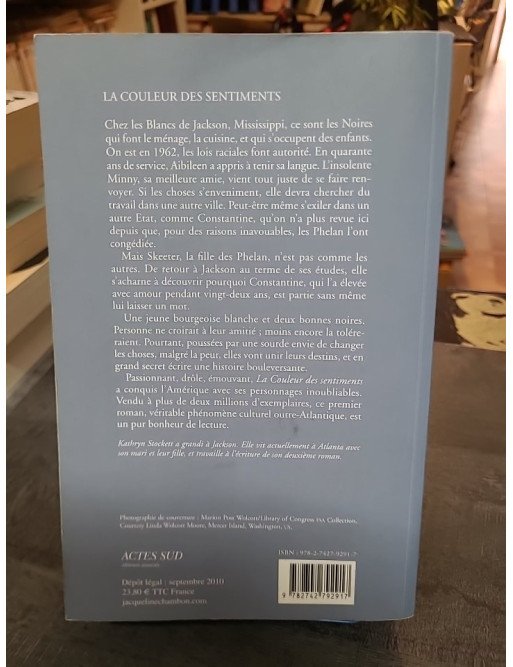 LA COULEUR DES SENTIMENTS
Chez les Blancs de Jackson, Mississippi, ce sont les Noires
qui font le ménage, la cuisine, et qui s'occupent des enfants.
On est en 1962, les lois raciales font autorité. En quarante
ans de service, Aibileen a appris à tenir sa langue. L'insolente
Minny, sa meilleure amie, vient tout juste de se faire ren-
voyer. Si les choses s'enveniment, elle devra chercher du
travail dans une autre ville. Peut-être même s'exiler dans un
autre Etat, comme Constantine, qu'on n'a plus revue ici
depuis que, pour des raisons inavouables, les Phelan l'ont
congédiée.
Mais Skeeter, la fille des Phelan, n'est pas comme les
autres. De retour à Jackson au terme de ses études, elle
s'acharne à découvrir pourquoi Constantine, qui l'a élevée
avec amour pendant vingt-deux ans, est partie sans même
lui laisser un mot.
Une jeune bourgeoise blanche et deux bonnes noires.
Personne ne croirait à leur amitié ; moins encore la tolére-
raient. Pourtant, poussées par une sourde envie de changer
les choses, malgré la peur, elles vont unir leurs destins, et en
grand secret écrire une histoire bouleversante.
Passionnant, drôle, émouvant, La Couleur des sentiments
a conquis l'Amérique avec ses personnages inoubliables.
Vendu à plus de deux millions d'exemplaires, ce premier
roman, véritable phénomène culturel outre-Atlantique, est
un pur bonheur de lecture.
Kathryn Stockett a grandi à Jackson. Elle vit actuellement à Atlanta avec
son mari et leur fille, et travaille à l'écriture de son deuxième roman.
Photographie de couverture : Marion Post Wolcott/Library of Congress FSA Collection,
Courtesy Linda Wolcott Moore, Mercer Island, Washington, US.
ACTES SUD
éditeurs associés
Dépôt légal : septembre 2010
23,80 € TTC France
jacquelinechambon.com
ISBN : 978-2-7427-9291-7
9 782742 792917